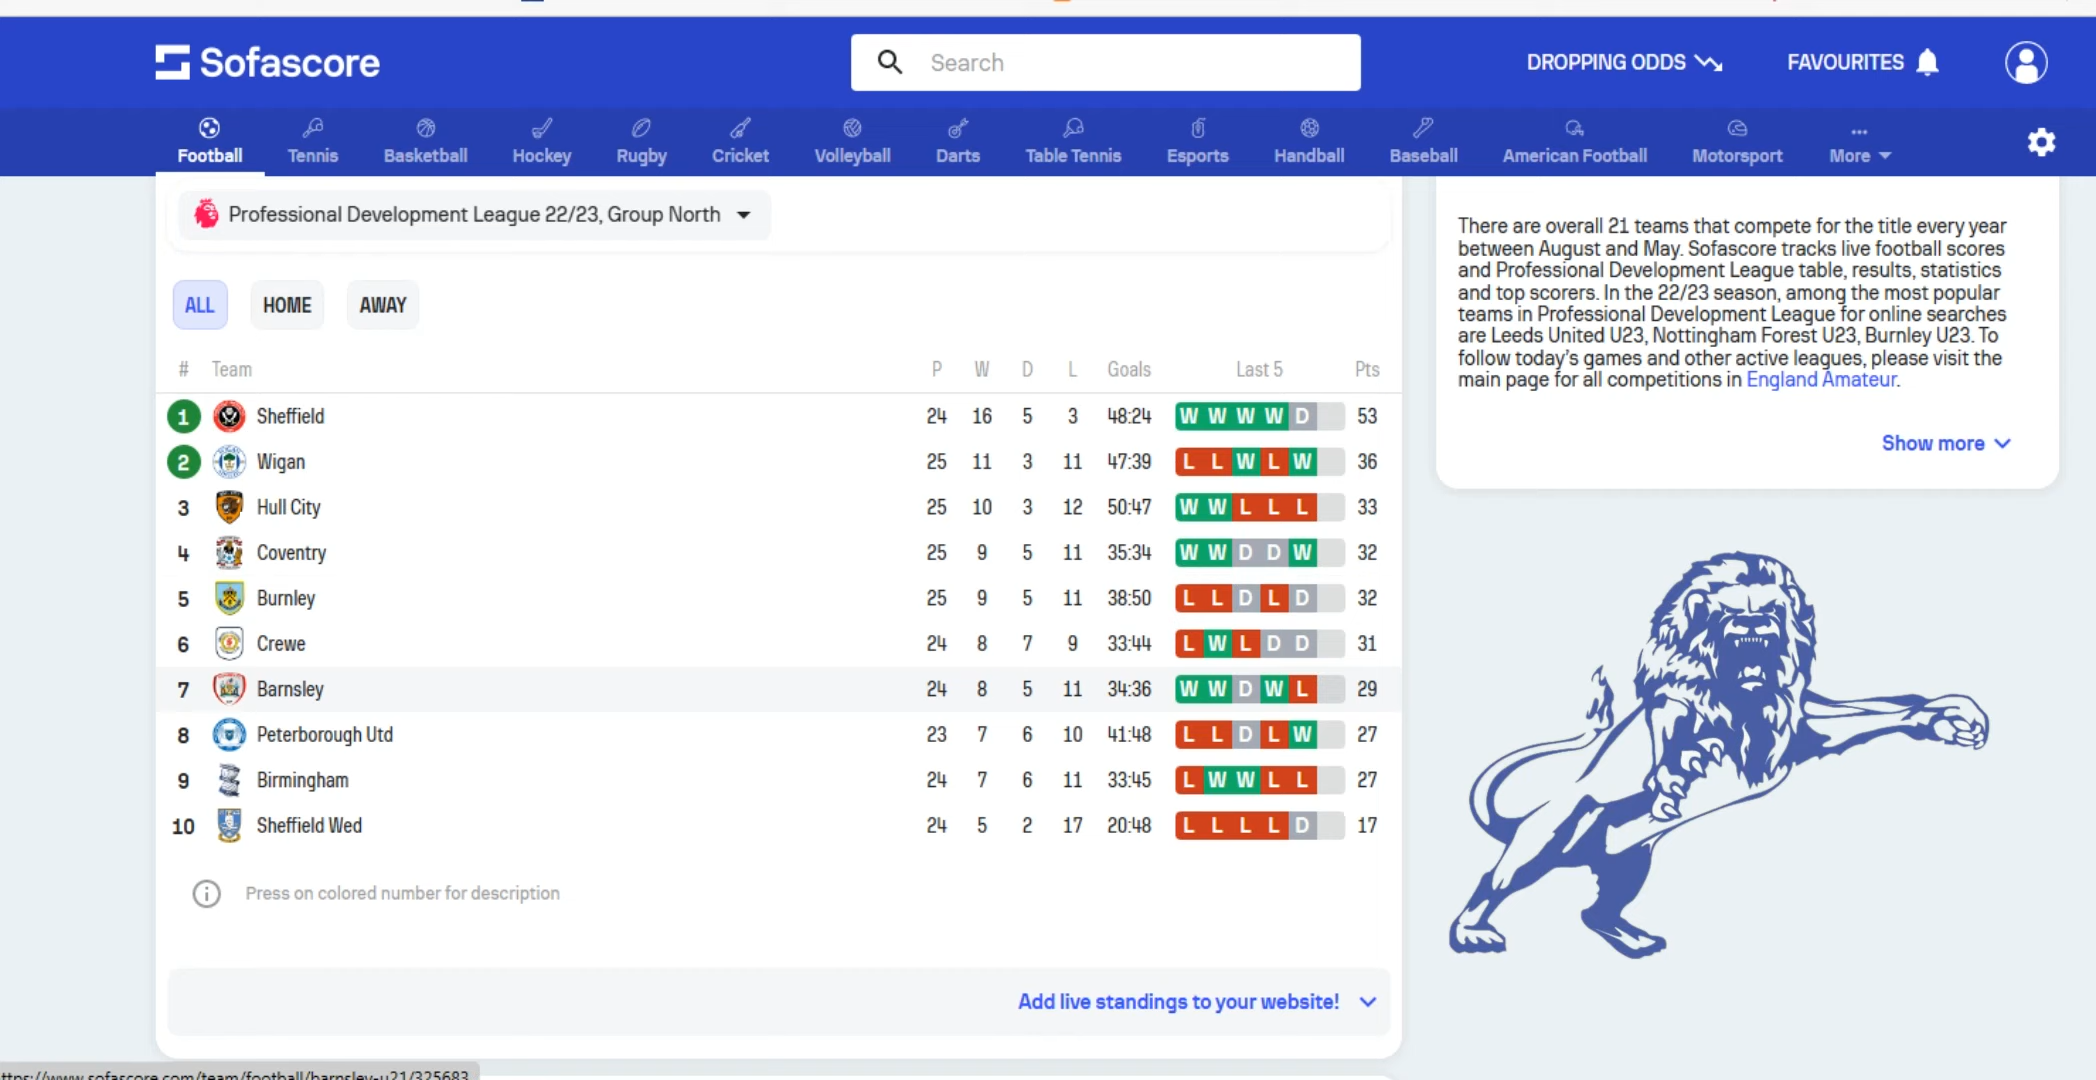 Sofascore
Search
DROPPING ODDS
FAVOURITES
Football Tennis Basketball Hockey Rugby Cricket Volleyball Darts Table Tennis Esports Handball Baseball American Football Motorsport More
Professional Development League 22/23, Group North
ALL HOME AWAY
# Team P W D L Goals Last 5 Pts
1 Sheffield 24 16 5 3 48:24 W W W W D 53
2 Wigan 25 11 3 11 47:39 L L W L W 36
3 Hull City 25 10 3 12 50:47 W W L L L 33
4 Coventry 25 9 5 11 35:34 W W D D W 32
5 Burnley 25 9 5 11 38:50 L L D L D 32
6 Crewe 24 8 7 9 33:44 L W L D D 31
7 Barnsley 24 8 5 11 34:36 W W D W L 29
8 Peterborough Utd 23 7 6 10 41:48 L L D L W 27
9 Birmingham 24 7 6 11 33:45 L W W L L 27
10 Sheffield Wed 24 5 2 17 20:48 L L L L D 17
Press on colored number for description
Add live standings to your website!
There are overall 21 teams that compete for the title every year
between August and May. Sofascore tracks live football scores
and Professional Development League table, results, statistics
and top scorers. In the 22/23 season, among the most popular
teams in Professional Development League for online searches
are Leeds United U23, Nottingham Forest U23, Burnley U23. To
follow today's games and other active leagues, please visit the
main page for all competitions in England Amateur.
Show more
ttps://www.sofascore.com/team/football/barnsley-u21/325683